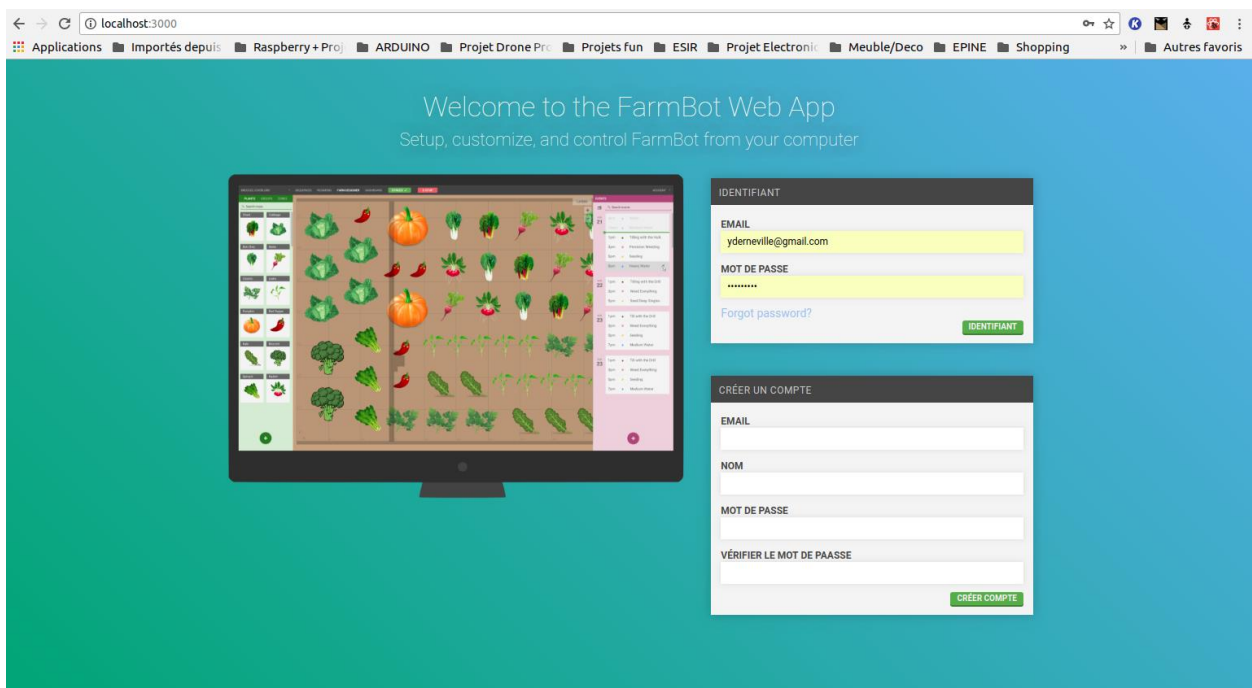 localhost:3000
Applications Importés depuis Raspberry+Proj ARDUINO Projet Drone Pro Projets fun ESIR Projet Electronic Meuble/Deco EPINE Shopping » Autres favoris
Welcome to the FarmBot Web App
Setup, customize, and control FarmBot from your computer
IDENTIFIANT
EMAIL
yderneville@gmail.com
MOT DE PASSE
•••••••••
Forgot password?
IDENTIFIANT
CRÉER UN COMPTE
EMAIL
NOM
MOT DE PASSE
VÉRIFIER LE MOT DE PAASSE
CRÉER COMPTE